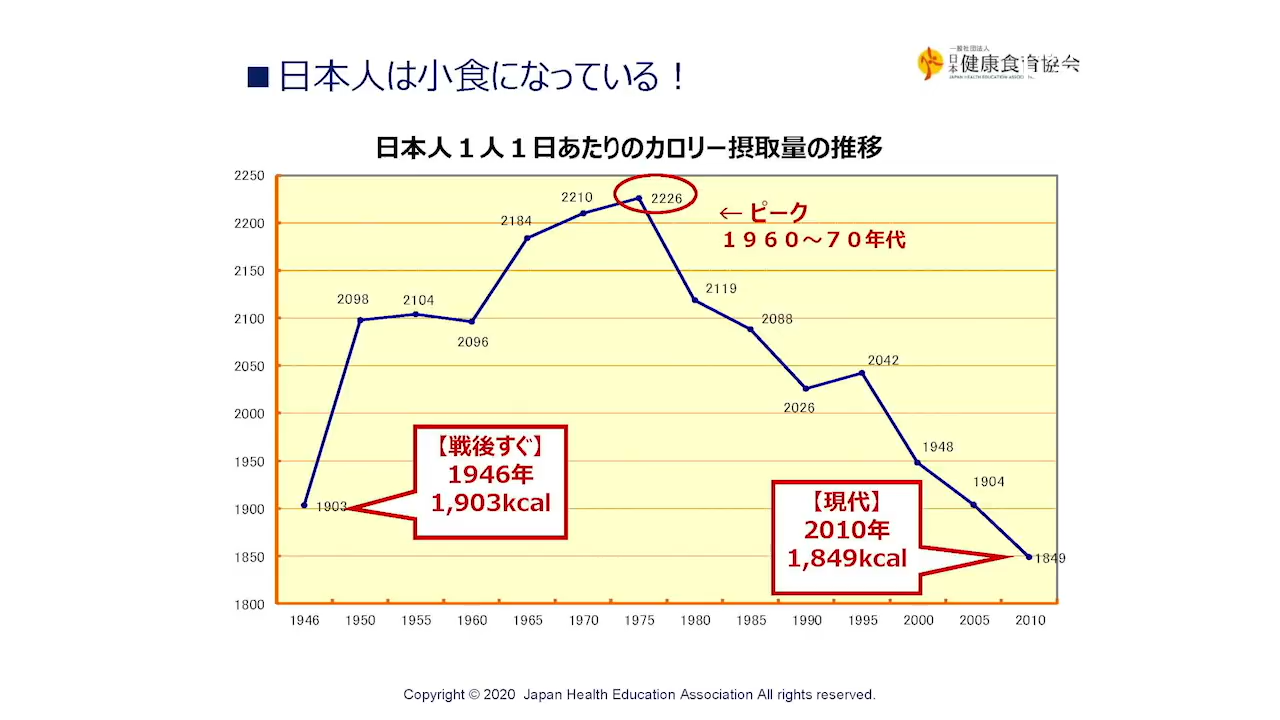 ■日本人は小食になっている！
一般社団法人
日本健康食育協会
日本人１人１日あたりのカロリー摂取量の推移
2250
2200
2150
2100
2050
2000
1950
1900
1850
1800
1903
2098
2104
2096
2184
2210
2226
2119
2088
2026
2042
1948
1904
1849
←ピーク
１９６０～７０年代
【戦後すぐ】
1946年
1,903kcal
【現代】
2010年
1,849kcal
1946 1950 1955 1960 1965 1970 1975 1980 1985 1990 1995 2000 2005 2010
Copyright © 2020 Japan Health Education Association All rights reserved.